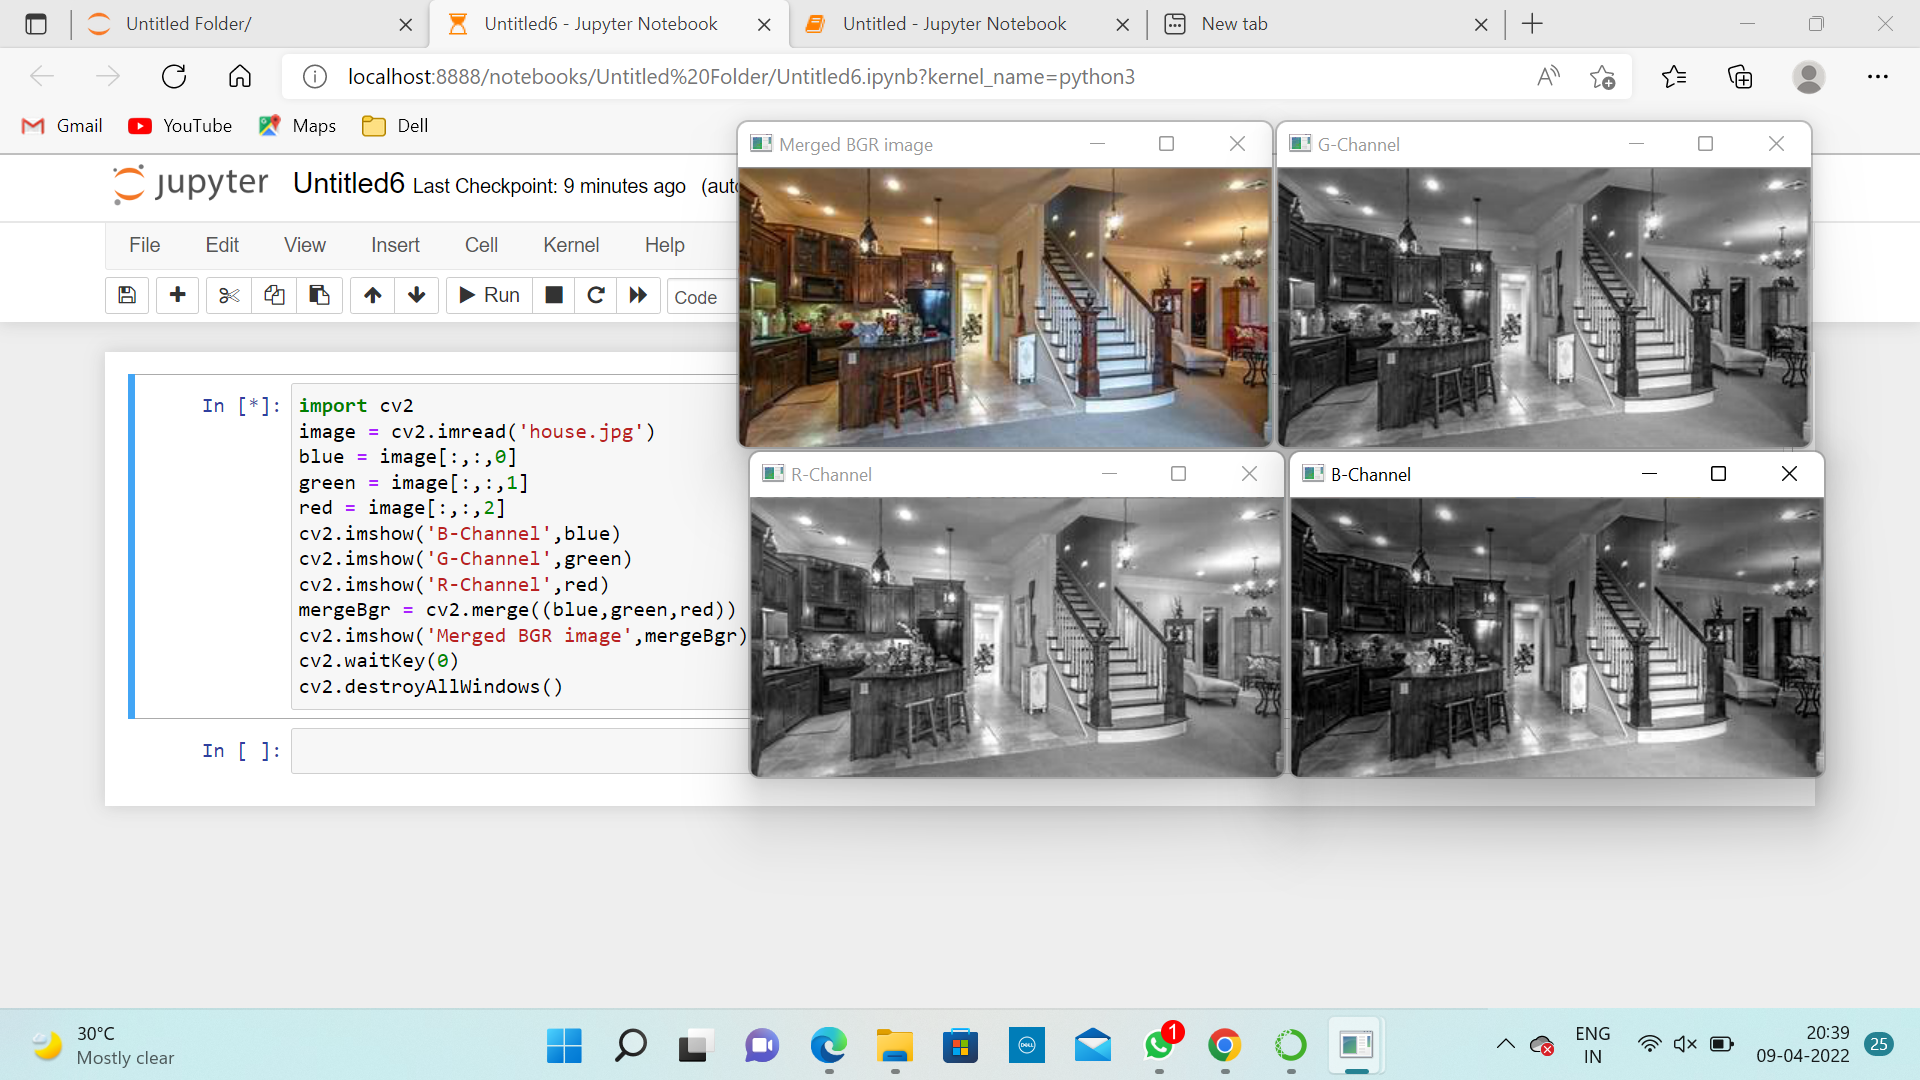 Untitled Folder/
Untitled6 - Jupyter Notebook
Untitled - Jupyter Notebook
New tab
localhost:8888/notebooks/Untitled%20Folder/Untitled6.ipynb?kernel_name=python3
Gmail
YouTube
Maps
Dell
jupyter Untitled6 Last Checkpoint: 9 minutes ago (auto
File Edit View Insert Cell Kernel Help
Run
Code
In [*]:
import cv2
image = cv2.imread('house.jpg')
blue = image[:,:,0]
green = image[:,:,1]
red = image[:,:,2]
cv2.imshow('B-Channel',blue)
cv2.imshow('G-Channel',green)
cv2.imshow('R-Channel',red)
mergeBgr = cv2.merge((blue,green,red))
cv2.imshow('Merged BGR image',mergeBgr)
cv2.waitKey(0)
cv2.destroyAllWindows()
In [ ]:
Merged BGR image
G-Channel
R-Channel
B-Channel
30°C
Mostly clear
DELL
1
ENG
IN
20:39
09-04-2022
25